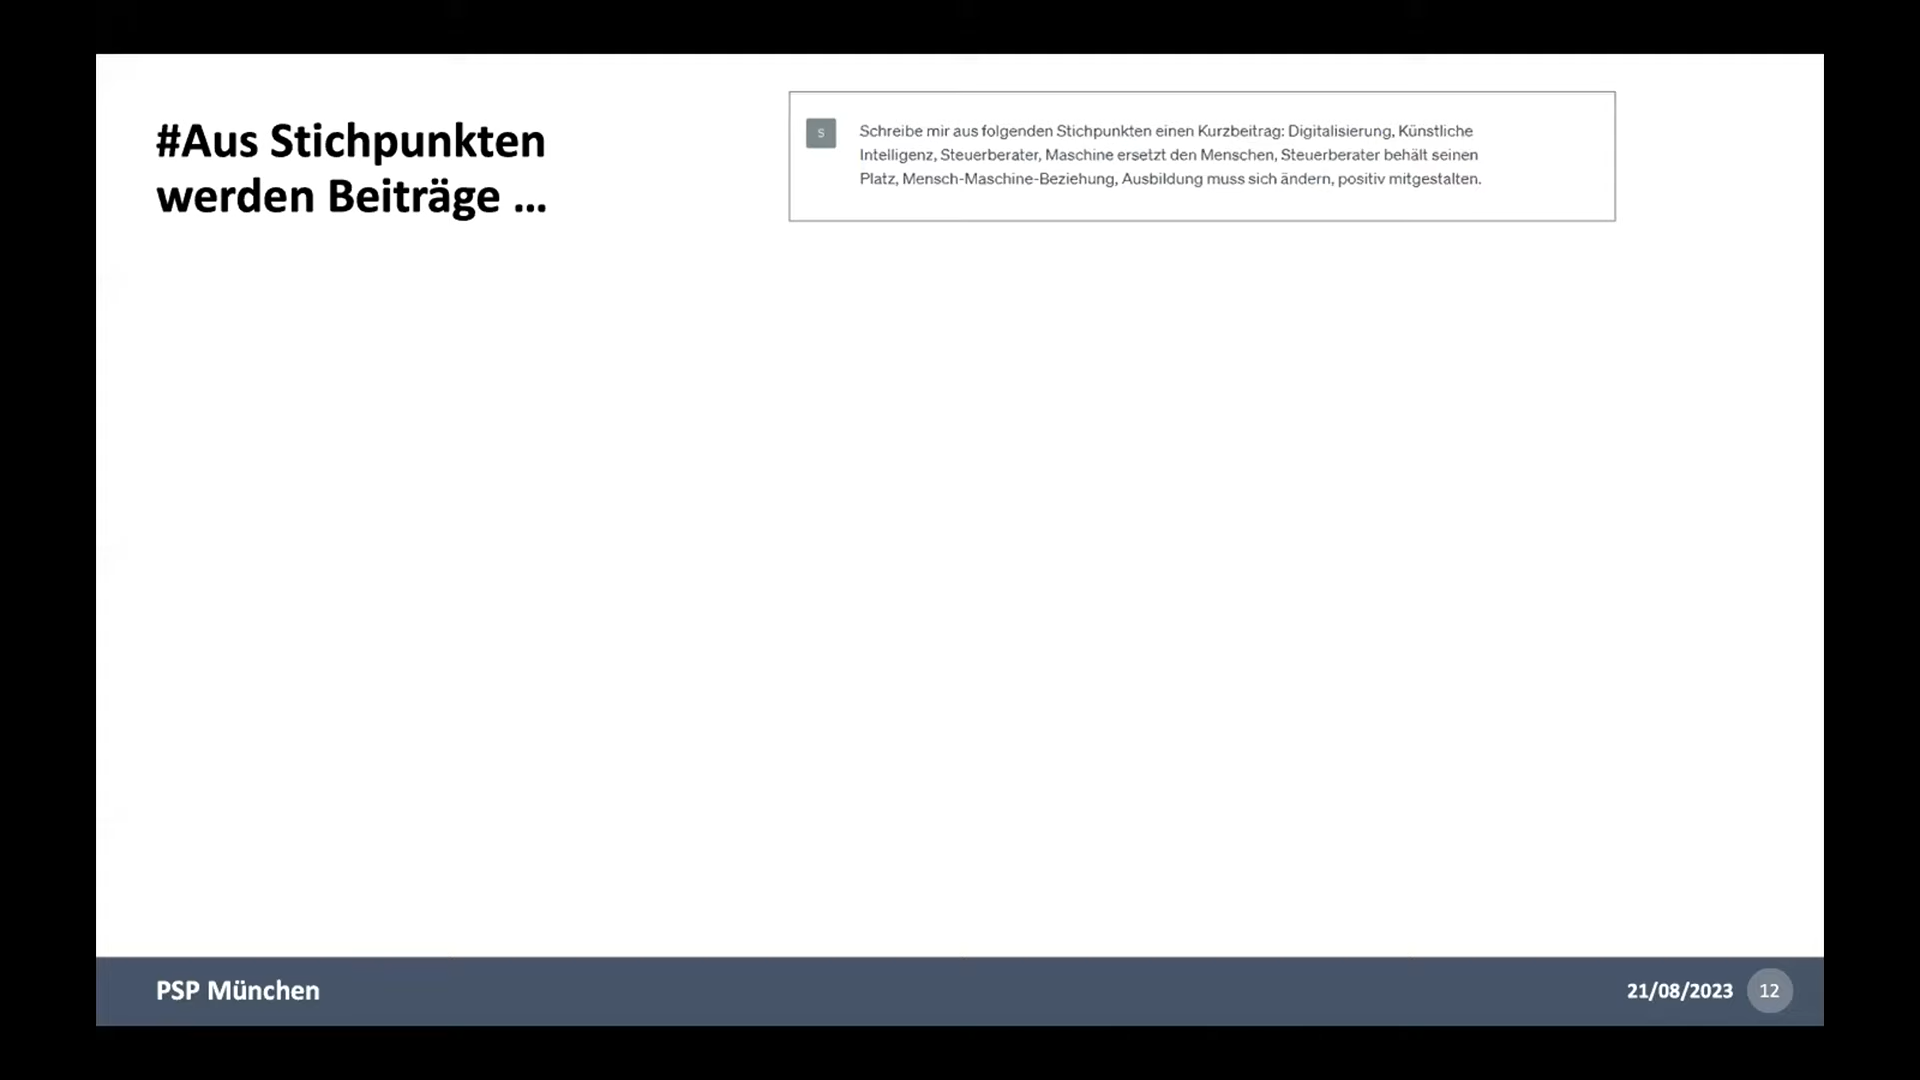 #Aus Stichpunkten
werden Beiträge ...
S
Schreibe mir aus folgenden Stichpunkten einen Kurzbeitrag: Digitalisierung, Künstliche
Intelligenz, Steuerberater, Maschine ersetzt den Menschen, Steuerberater behält seinen
Platz, Mensch-Maschine-Beziehung, Ausbildung muss sich ändern, positiv mitgestalten.
PSP München
21/08/2023
12